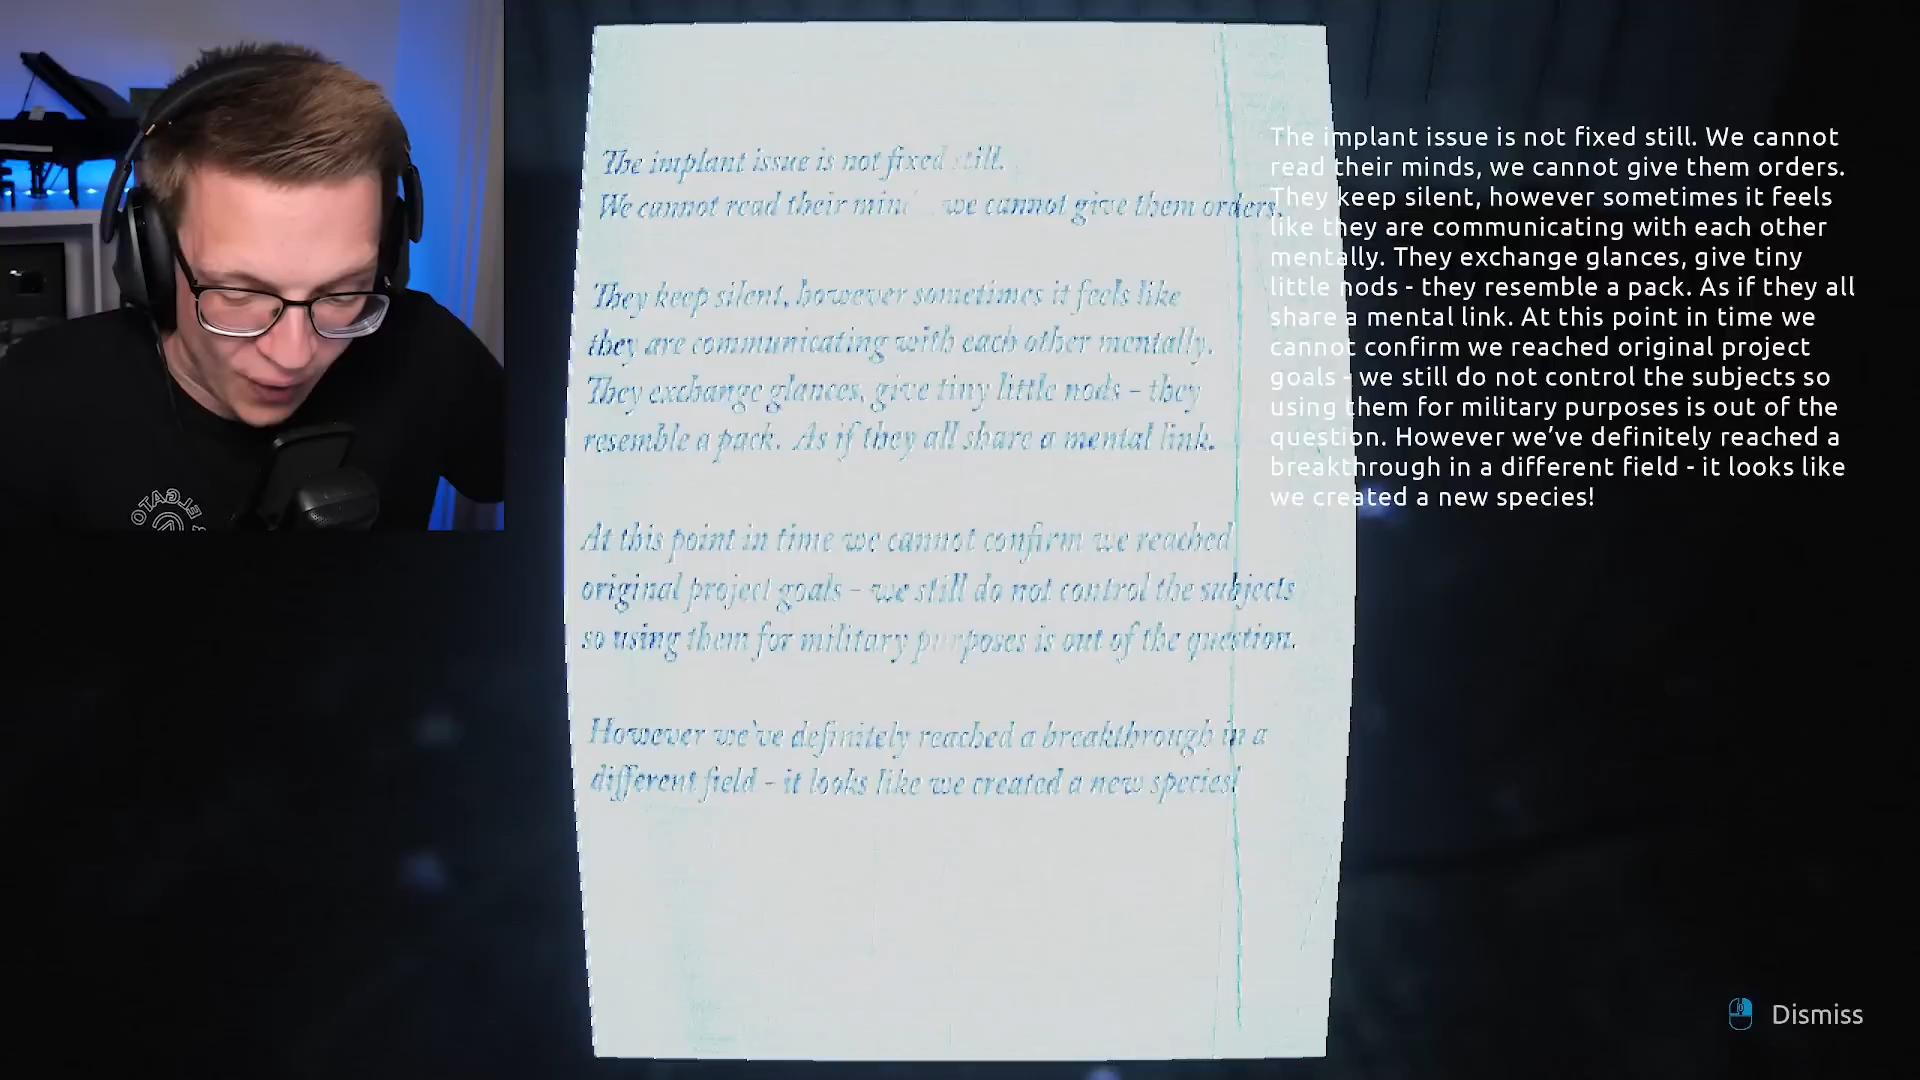 The implant issue is not fixed still.
We cannot read their mind we cannot give them orders.
They keep silent, however sometimes it feels like
they are communicating with each other mentally.
They exchange glances, give tiny little nods - they
resemble a pack. As if they all share a mental link.
At this point in time we cannot confirm we reached
original project goals - we still do not control the subjects
so using them for military purposes is out of the question.
However we've definitely reached a breakthrough in a
different field - it looks like we created a new species!
The implant issue is not fixed still. We cannot
read their minds, we cannot give them orders.
They keep silent, however sometimes it feels
like they are communicating with each other
mentally. They exchange glances, give tiny
little nods - they resemble a pack. As if they all
share a mental link. At this point in time we
cannot confirm we reached original project
goals - we still do not control the subjects so
using them for military purposes is out of the
question. However we’ve definitely reached a
breakthrough in a different field - it looks like
we created a new species!
Dismiss
ELGATO